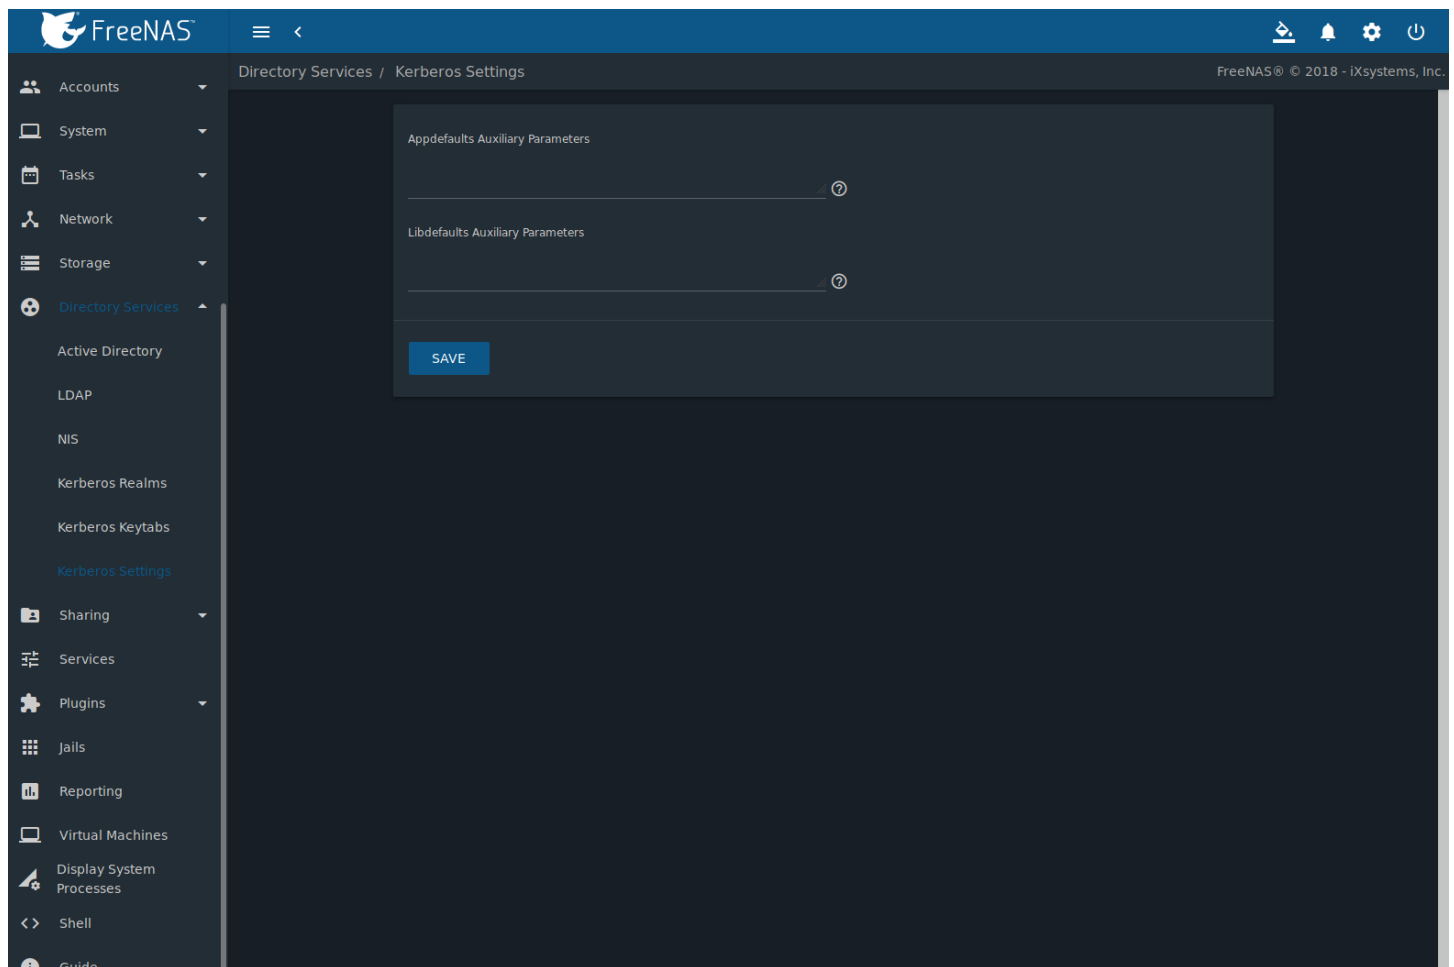 FreeNAS™
Directory Services / Kerberos Settings
FreeNAS® © 2018 - iXsystems, Inc.
Accounts
System
Tasks
Network
Storage
Directory Services
Active Directory
LDAP
NIS
Kerberos Realms
Kerberos Keytabs
Kerberos Settings
Sharing
Services
Plugins
Jails
Reporting
Virtual Machines
Display System
Processes
Shell
Guide
Appdefaults Auxiliary Parameters
Libdefaults Auxiliary Parameters
SAVE